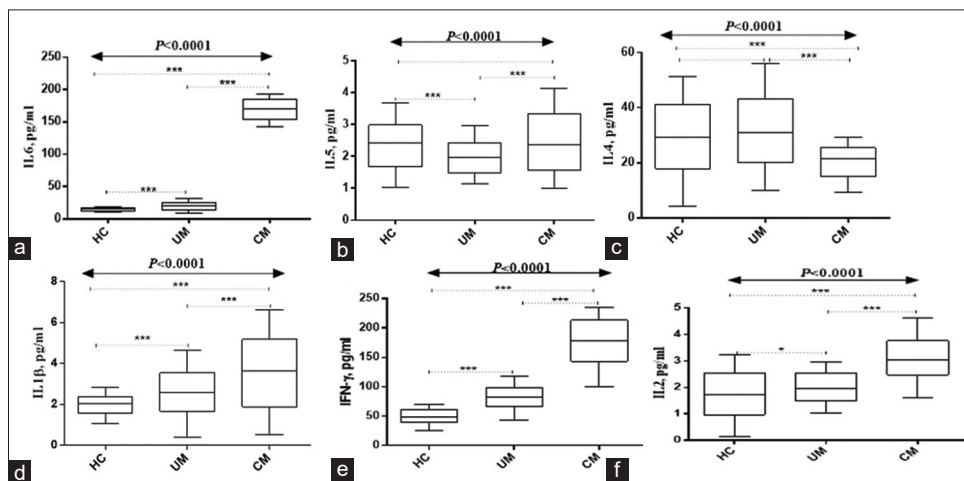 P<0.0001
***
***
***
IL6, pg/ml
250
200
150
100
50
0
HC
UM
CM
a
P<0.0001
***
***
IL5, pg/ml
5
4
3
2
1
0
HC
UM
CM
b
P<0.0001
***
***
IL4, pg/ml
60
40
20
0
HC
UM
CM
c
P<0.0001
***
***
***
IL1β, pg/ml
8
6
4
2
0
HC
UM
CM
d
P<0.0001
***
***
***
IFN-γ, pg/ml
250
200
150
100
50
0
HC
UM
CM
e
P<0.0001
***
***
*
IL2, pg/ml
5
4
3
2
1
0
HC
UM
CM
f